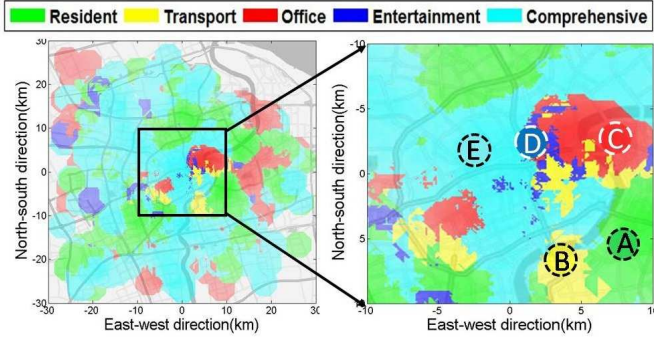 Resident Transport Office Entertainment Comprehensive
30
20
10
0
-10
-20
-30
-30 -20 -10 0 10 20 30
North-south direction(km)
East-west direction(km)
-10
-5
0
5
-10 -5 0 5 10
North-south direction(km)
East-west direction(km)
E
D
C
B
A